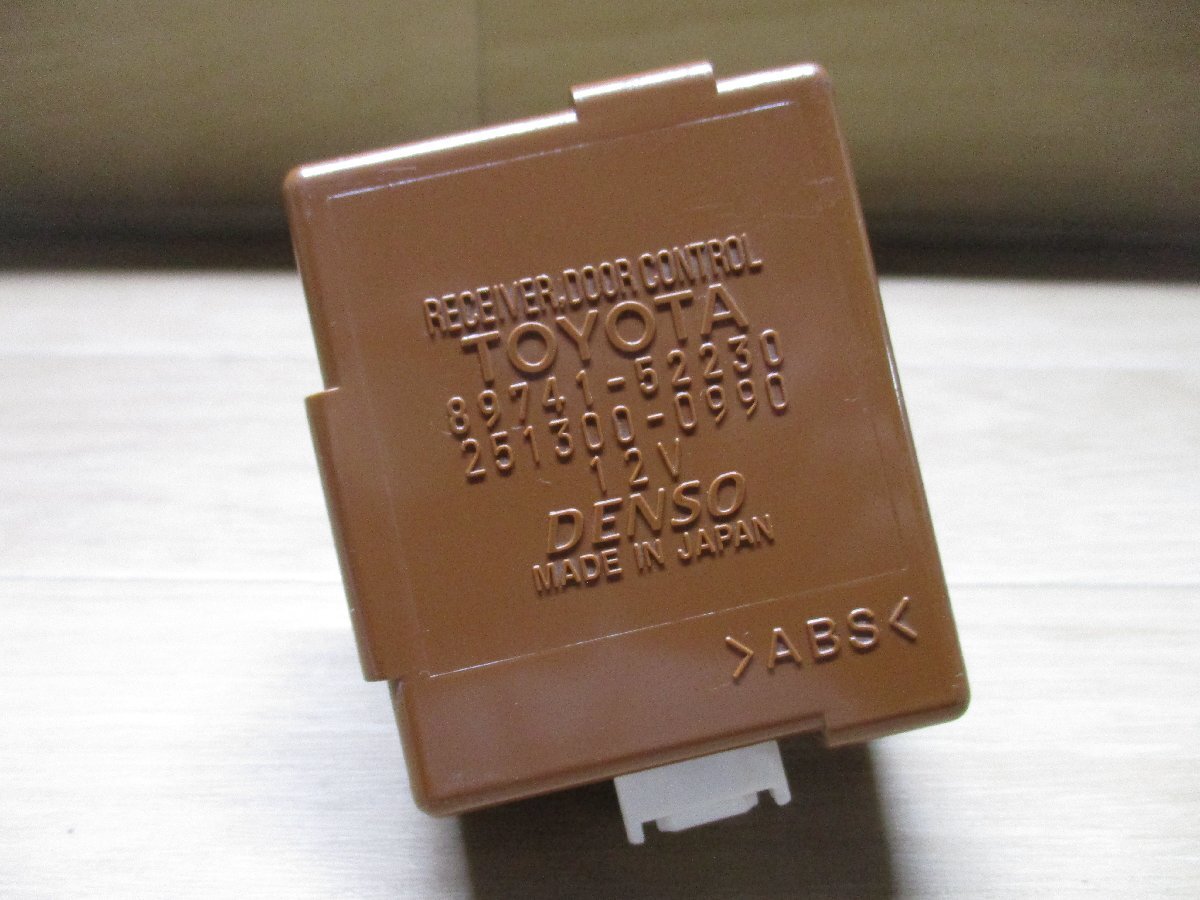 RECEIVER,DOOR CONTROL
TOYOTA
89741-52230
251300-0990
12V
DENSO
MADE IN JAPAN
>ABS<